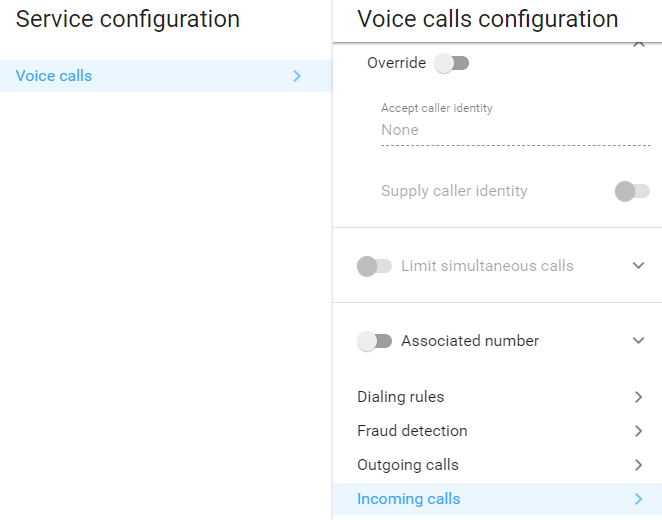 Service configuration
Voice calls
Voice calls configuration
Override
Accept caller identity
None
Supply caller identity
Limit simultaneous calls
Associated number
Dialing rules
Fraud detection
Outgoing calls
Incoming calls